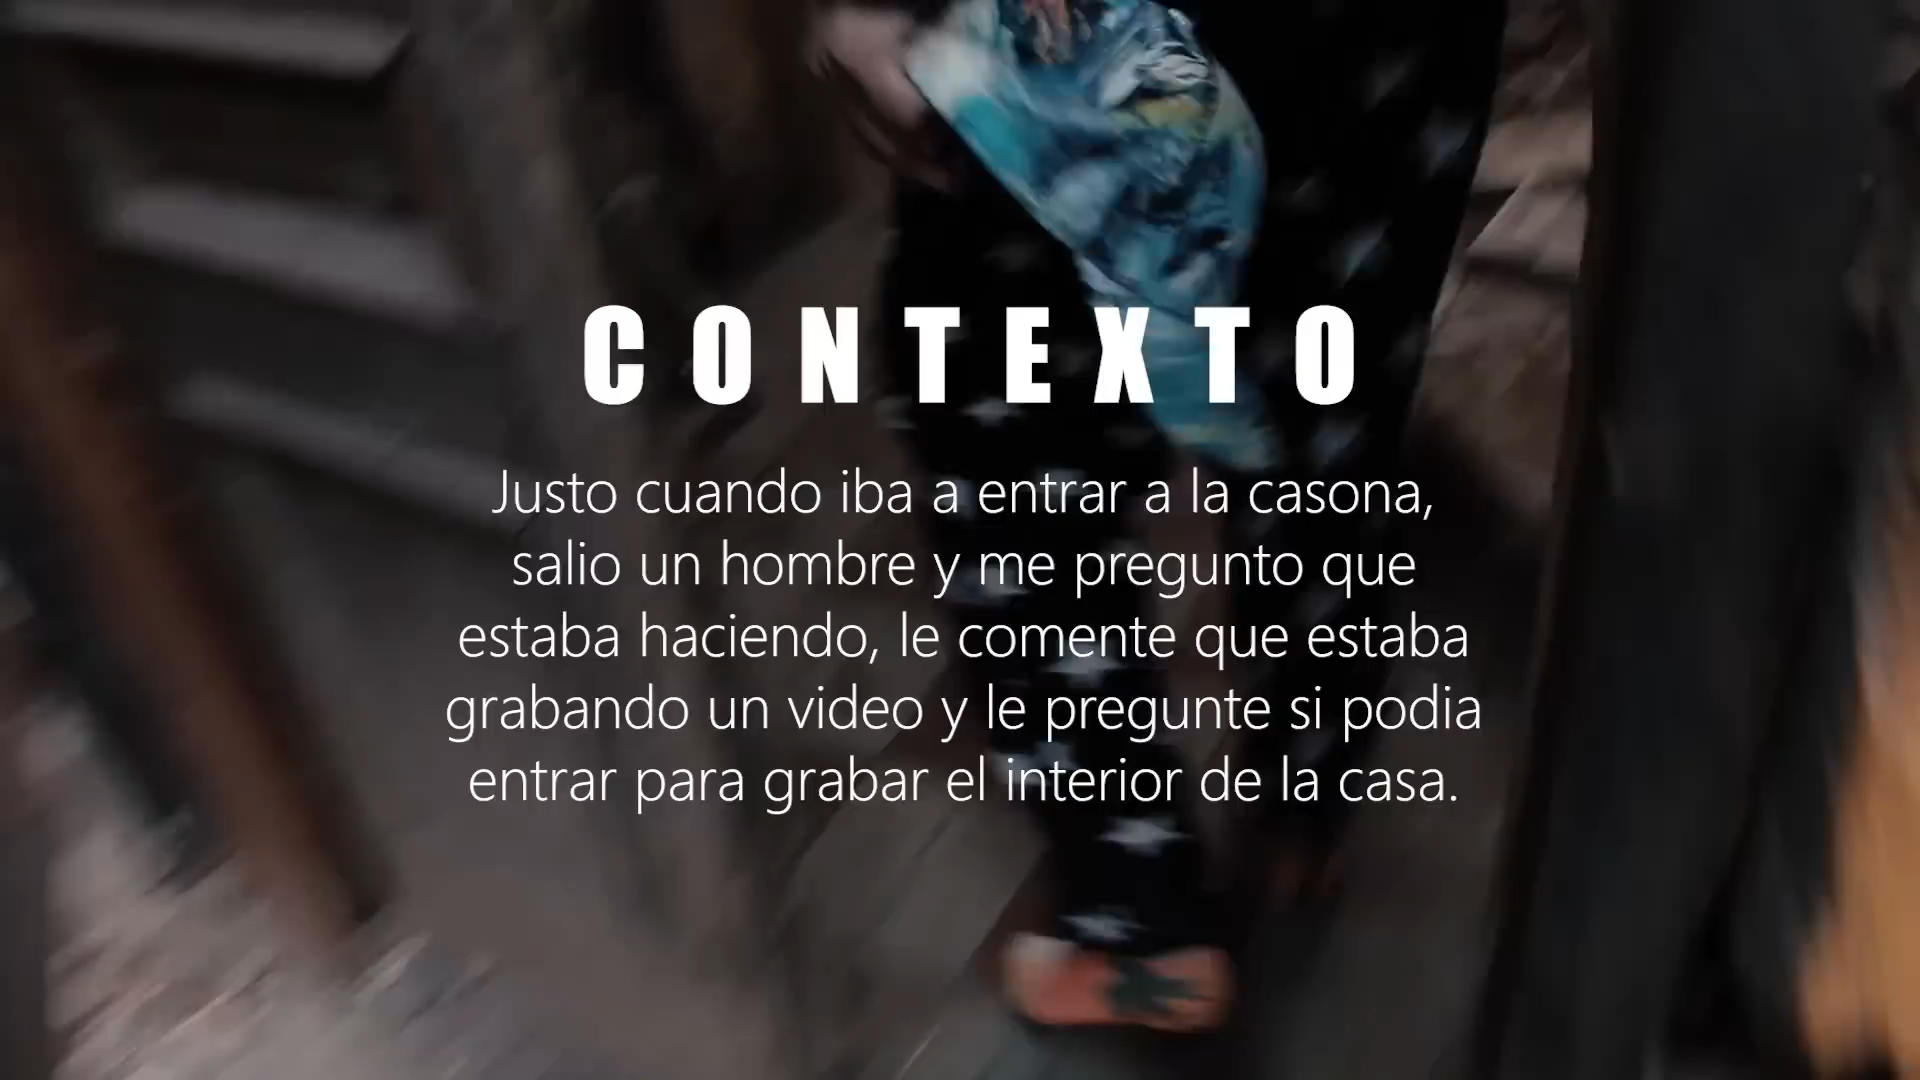 CONTEXTO
Justo cuando iba a entrar a la casona,
salio un hombre y me pregunto que
estaba haciendo, le comente que estaba
grabando un video y le pregunte si podia
entrar para grabar el interior de la casa.